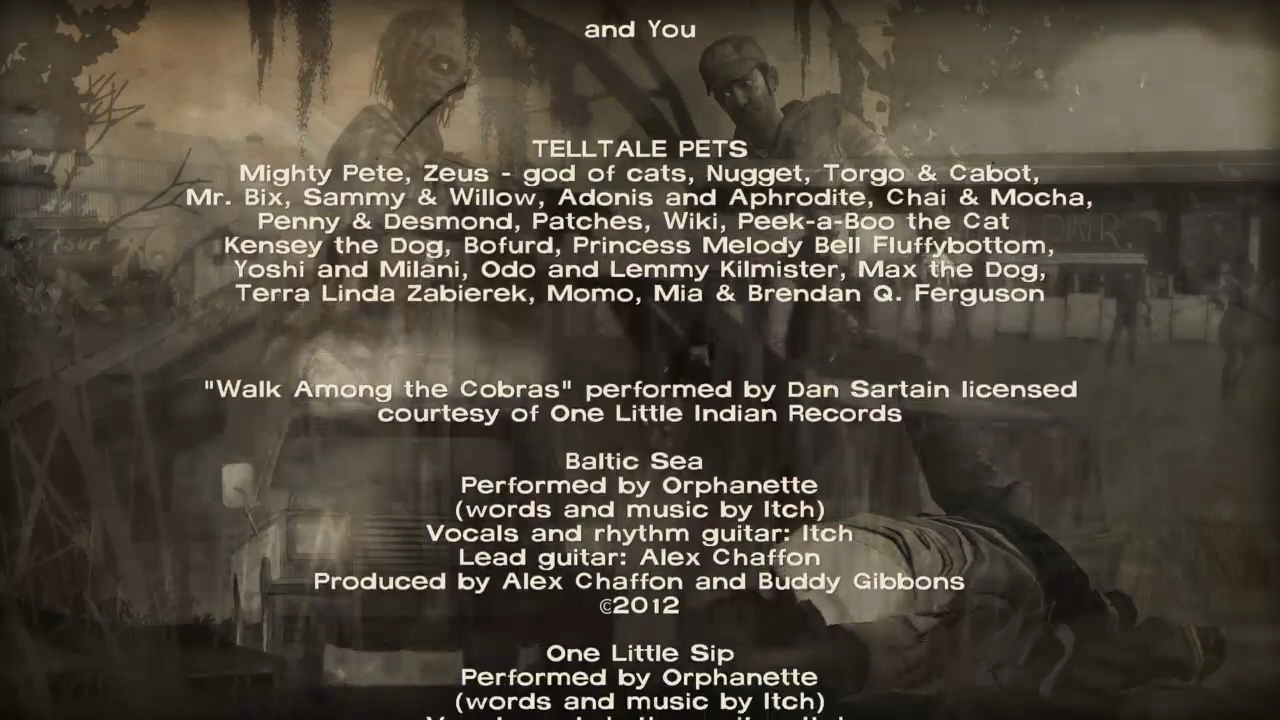 and You
TELLTALE PETS
Mighty Pete, Zeus - god of cats, Nugget, Torgo & Cabot,
Mr. Bix, Sammy & Willow, Adonis and Aphrodite, Chai & Mocha,
Penny & Desmond, Patches, Wiki, Peek-a-Boo the Cat
Kensey the Dog, Bofurd, Princess Melody Bell Fluffybottom,
Yoshi and Milani, Odo and Lemmy Kilmister, Max the Dog,
Terra Linda Zabierek, Momo, Mia & Brendan Q. Ferguson
"Walk Among the Cobras" performed by Dan Sartain licensed
courtesy of One Little Indian Records
Baltic Sea
Performed by Orphanette
(words and music by Itch)
Vocals and rhythm guitar: Itch
Lead guitar: Alex Chaffon
Produced by Alex Chaffon and Buddy Gibbons
©2012
One Little Sip
Performed by Orphanette
(words and music by Itch)